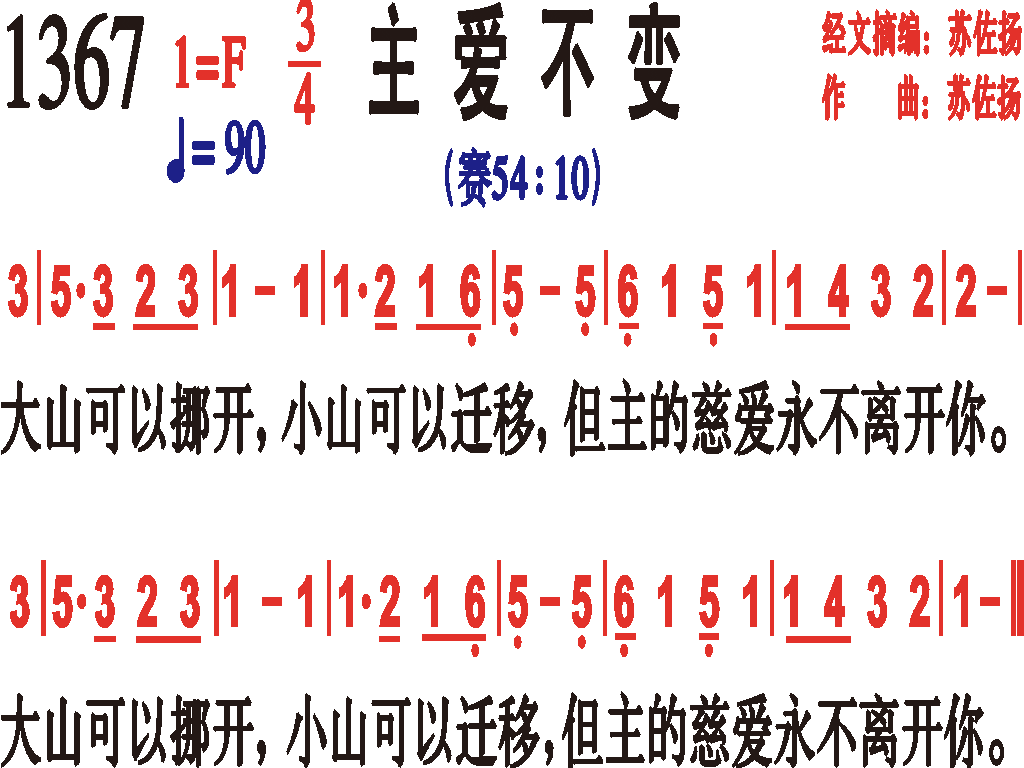 1367 1=F 3/4 主爱不变 经文摘编：苏佐扬
♩=90 （赛54：10） 作 曲：苏佐扬
3|5·3 2 3|1 - 1|1·2 1 6|5 - 5|6 1 5 1|1 4 3 2|2 -|
大山可以挪开，小山可以迁移，但主的慈爱永不离开你。
3|5·3 2 3|1 - 1|1·2 1 6|5 - 5|6 1 5 1|1 4 3 2|1 -‖
大山可以挪开，小山可以迁移，但主的慈爱永不离开你。